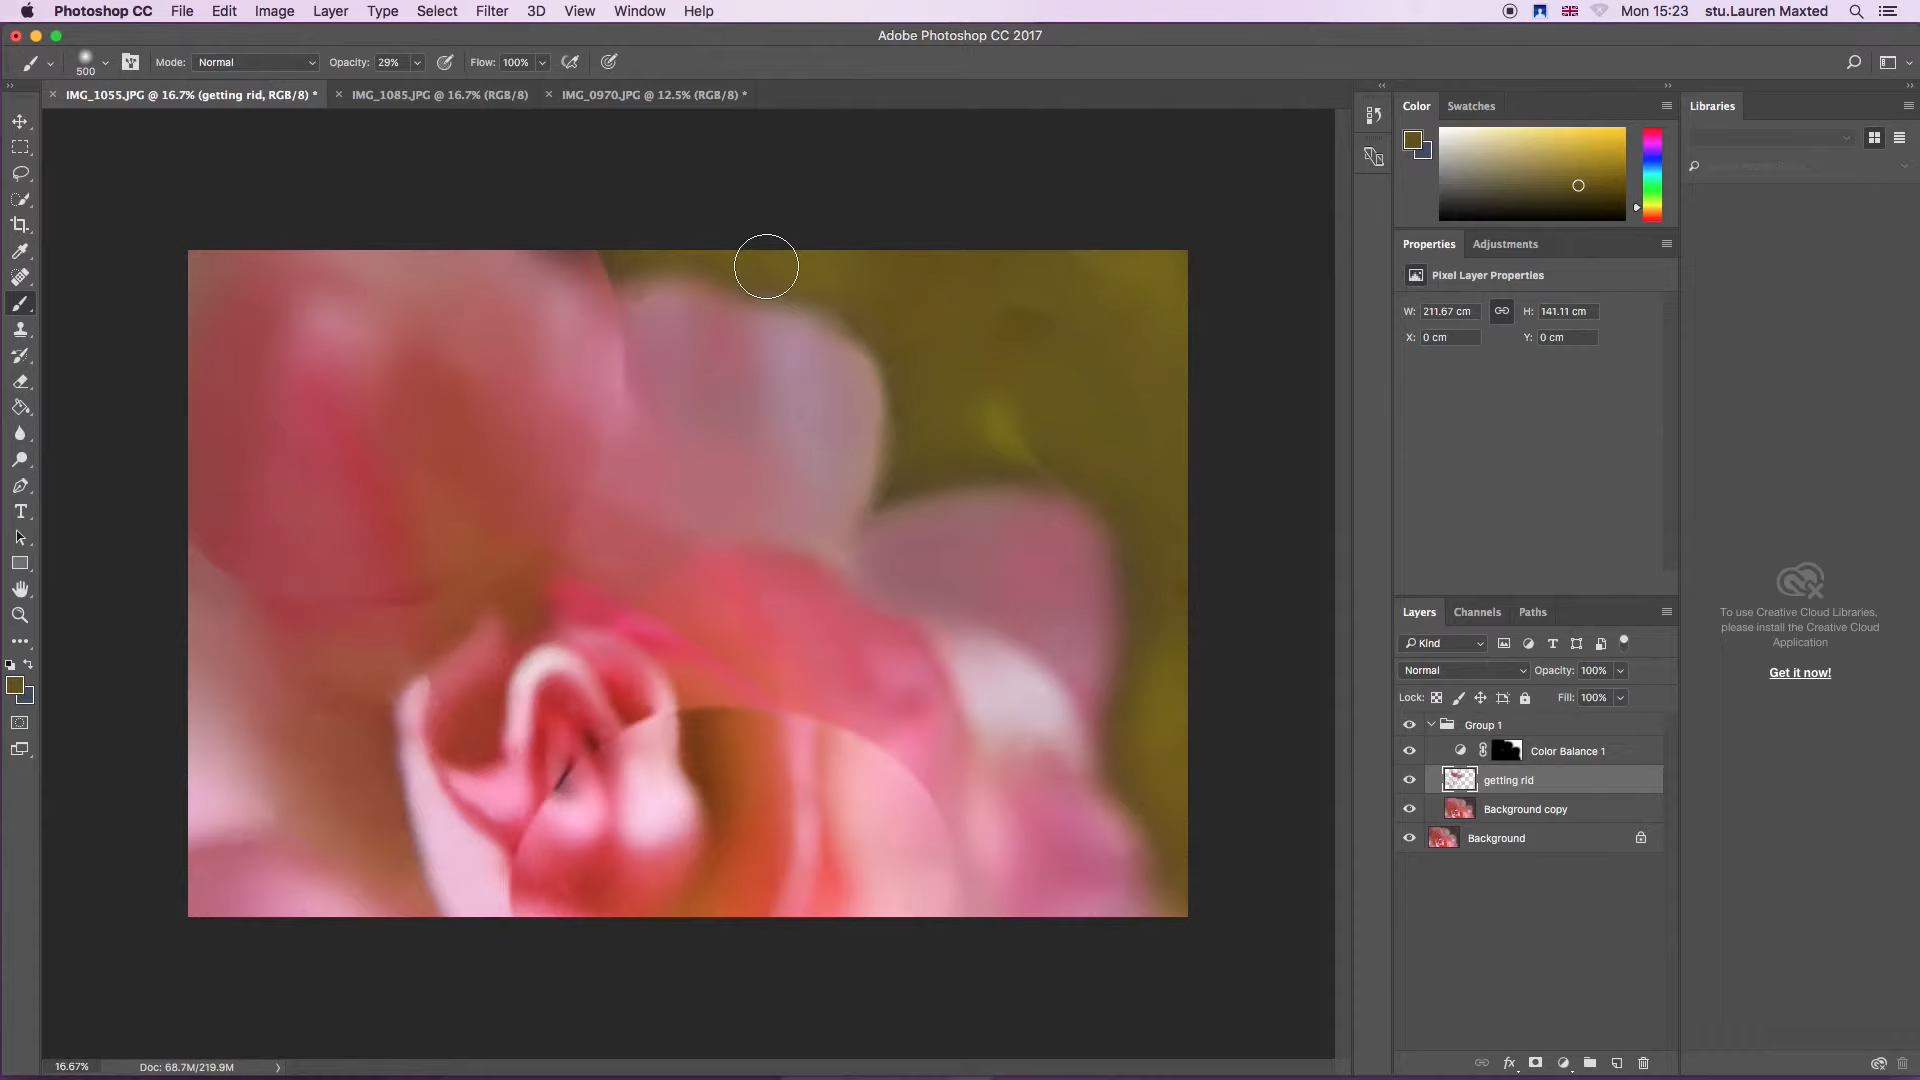 Photoshop CC File Edit Image Layer Type Select Filter 3D View Window Help Mon 15:23 stu.Lauren Maxted
Adobe Photoshop CC 2017
500 Mode: Normal Opacity: 29% Flow: 100%
IMG_1055.JPG @ 16.7% (getting rid, RGB/8) * IMG_1085.JPG @ 16.7% (RGB/8) IMG_0970.JPG @ 12.5% (RGB/8) *
Color Swatches
Libraries
Properties Adjustments
Pixel Layer Properties
W: 211.67 cm H: 141.11 cm
X: 0 cm Y: 0 cm
To use Creative Cloud Libraries,
please install the Creative Cloud
Application
Get it now!
Layers Channels Paths
Kind
Normal Opacity: 100%
Lock: Fill: 100%
Group 1
Color Balance 1
getting rid
Background copy
Background
16.67% Doc: 68.7M/219.9M